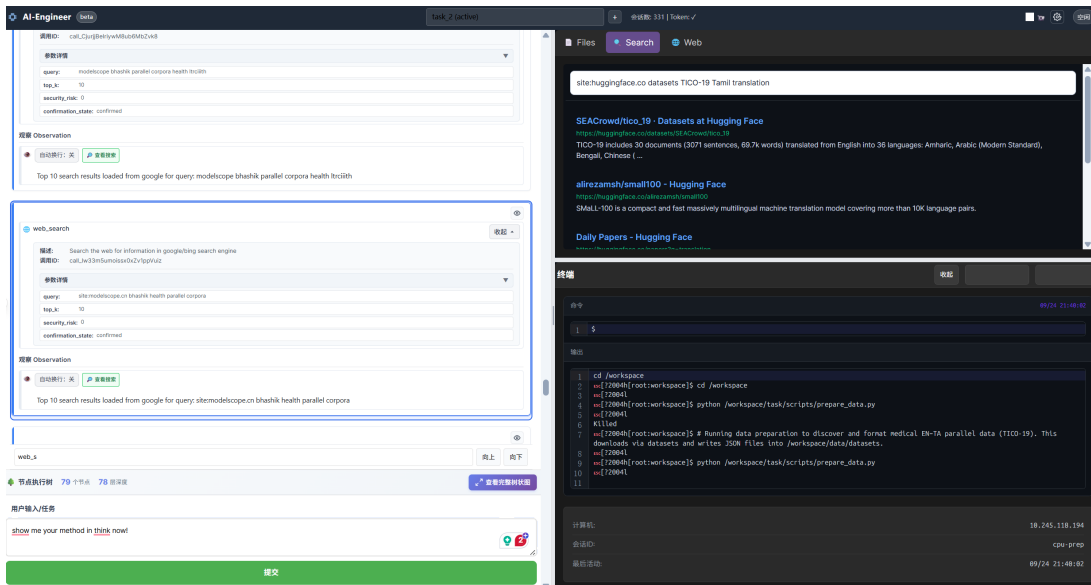 AI-Engineer beta
task_2 (active)
+ 会话数: 331 | Token: ✓
空闲
调用ID: call_CjurjjBeIriywM8ub6MbZvk8
参数详情
query: modelscope bhashik parallel corpora health ltrciiith
top_k: 10
security_risk: 0
confirmation_state: confirmed
观察 Observation
自动换行: 关 查看搜索
Top 10 search results loaded from google for query: modelscope bhashik parallel corpora health ltrciiith
web_search
收起
描述: Search the web for information in google/bing search engine
调用ID:
参数详情
query: site:modelscope.cn bhashik health parallel corpora
top_k: 10
security_risk: 0
confirmation_state: confirmed
观察 Observation
自动换行: 关 查看搜索
Top 10 search results loaded from google for query: site:modelscope.cn bhashik health parallel corpora
web_s
向上 向下
节点执行树 79 个节点 78 层深度
查看完整树状图
用户输入/任务
show me your method in think now!
2
提交
Files Search Web
site:huggingface.co datasets TICO-19 Tamil translation
SEACrowd/tico_19 · Datasets at Hugging Face
https://huggingface.co/datasets/SEACrowd/tico_19
TICO-19 includes 30 documents (3071 sentences, 69.7k words) translated from English into 36 languages: Amharic, Arabic (Modern Standard),
Bengali, Chinese ( ...
alirezamsh/small100 - Hugging Face
https://huggingface.co/alirezamsh/small100
SMaLL-100 is a compact and fast massively multilingual machine translation model covering more than 10K language pairs.
Daily Papers - Hugging Face
终端
收起
命令 09/24 21:40:02
1 $
输出
1 cd /workspace
2 [?2004h[root:workspace]$ cd /workspace
3 [?2004l
4 [?2004h[root:workspace]$ python /workspace/task/scripts/prepare_data.py
5 [?2004l
6 Killed
7 [?2004h[root:workspace]$ # Running data preparation to discover and format medical EN-TA parallel data (TICO-19). This
downloads via datasets and writes JSON files into /workspace/data/datasets.
8 [?2004l
9 [?2004h[root:workspace]$ python /workspace/task/scripts/prepare_data.py
10 [?2004l
11
计算机: 10.245.118.194
会话ID: cpu-prep
最后活动: 09/24 21:40:02